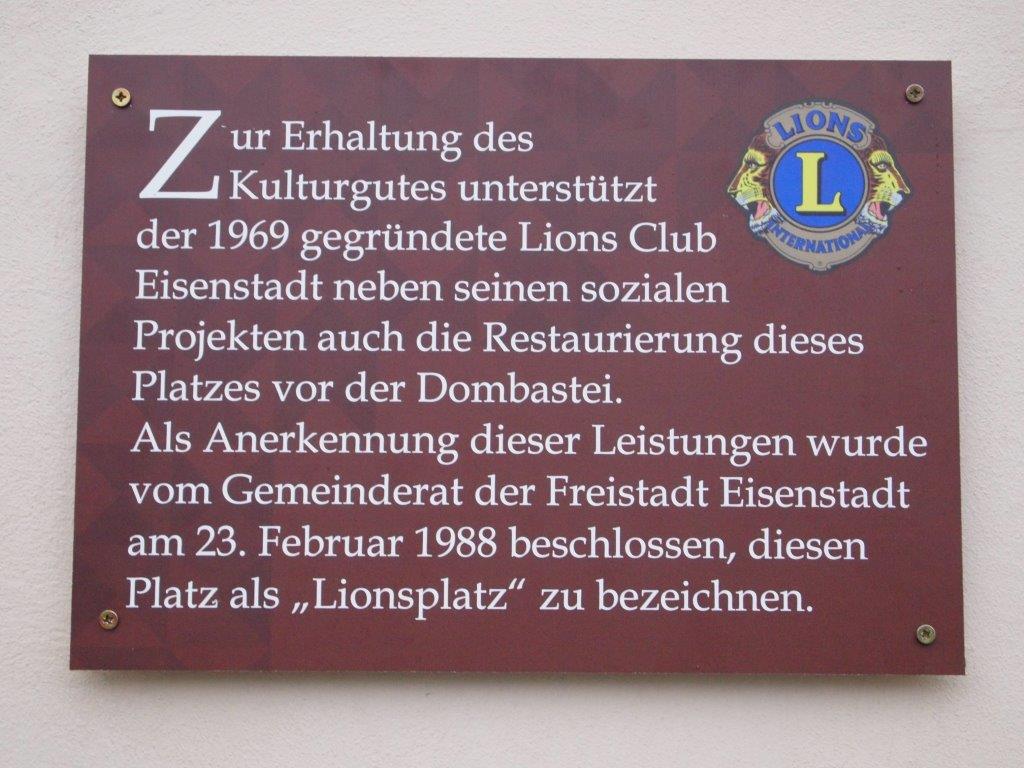 Zur Erhaltung des
Kulturgutes unterstützt
der 1969 gegründete Lions Club
Eisenstadt neben seinen sozialen
Projekten auch die Restaurierung dieses
Platzes vor der Dombastei.
Als Anerkennung dieser Leistungen wurde
vom Gemeinderat der Freistadt Eisenstadt
am 23. Februar 1988 beschlossen, diesen
Platz als „Lionsplatz“ zu bezeichnen.
LIONS
L
INTERNATIONAL